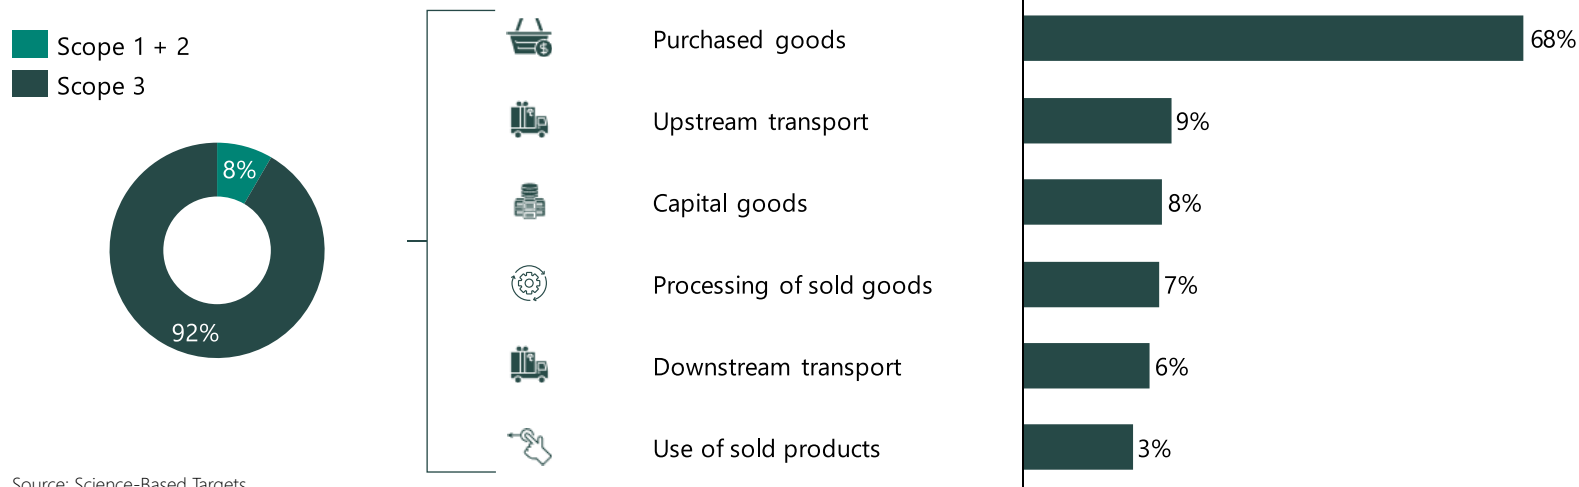 Scope 1 + 2
Scope 3
8%
92%
Purchased goods 68%
Upstream transport 9%
Capital goods 8%
Processing of sold goods 7%
Downstream transport 6%
Use of sold products 3%
Source: Science-Based Targets